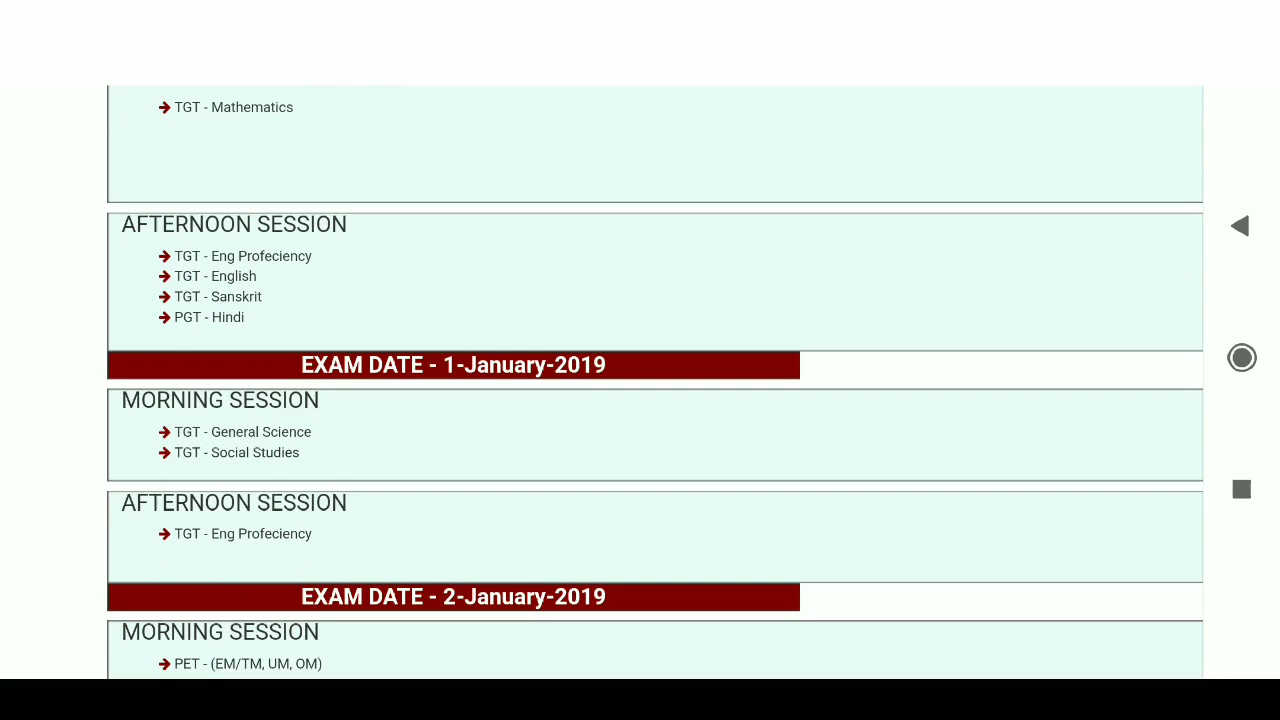 TGT - Mathematics
AFTERNOON SESSION
TGT - Eng Profeciency
TGT - English
TGT - Sanskrit
PGT - Hindi
EXAM DATE - 1-January-2019
MORNING SESSION
TGT - General Science
TGT - Social Studies
AFTERNOON SESSION
TGT - Eng Profeciency
EXAM DATE - 2-January-2019
MORNING SESSION
PET - (EM/TM, UM, OM)